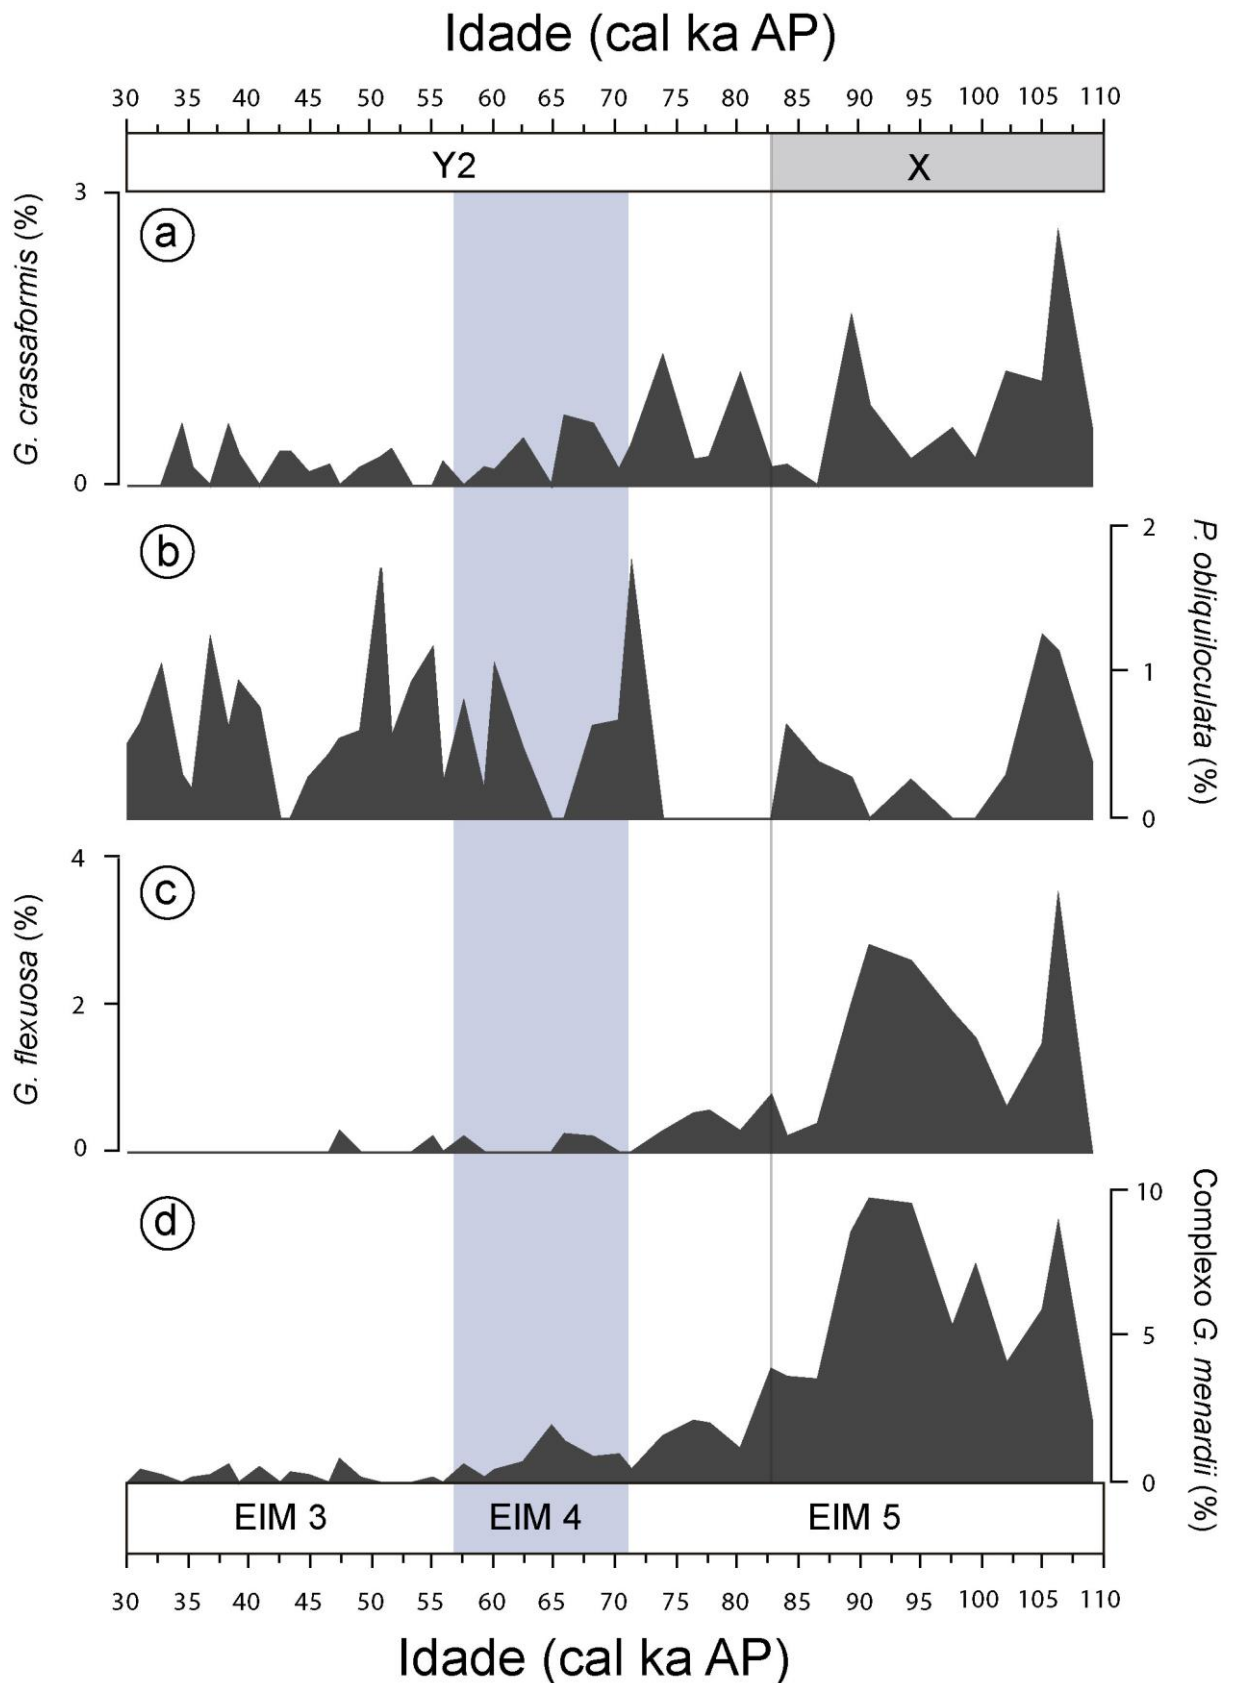 Idade (cal ka AP)
30 35 40 45 50 55 60 65 70 75 80 85 90 95 100 105 110
Y2 X
G. crassaformis (%)
3
0
a
b
P. obliquiloculata (%)
2
1
0
G. flexuosa (%)
4
2
0
c
d
Complexo G. menardii (%)
10
5
0
EIM 3 EIM 4 EIM 5
30 35 40 45 50 55 60 65 70 75 80 85 90 95 100 105 110
Idade (cal ka AP)